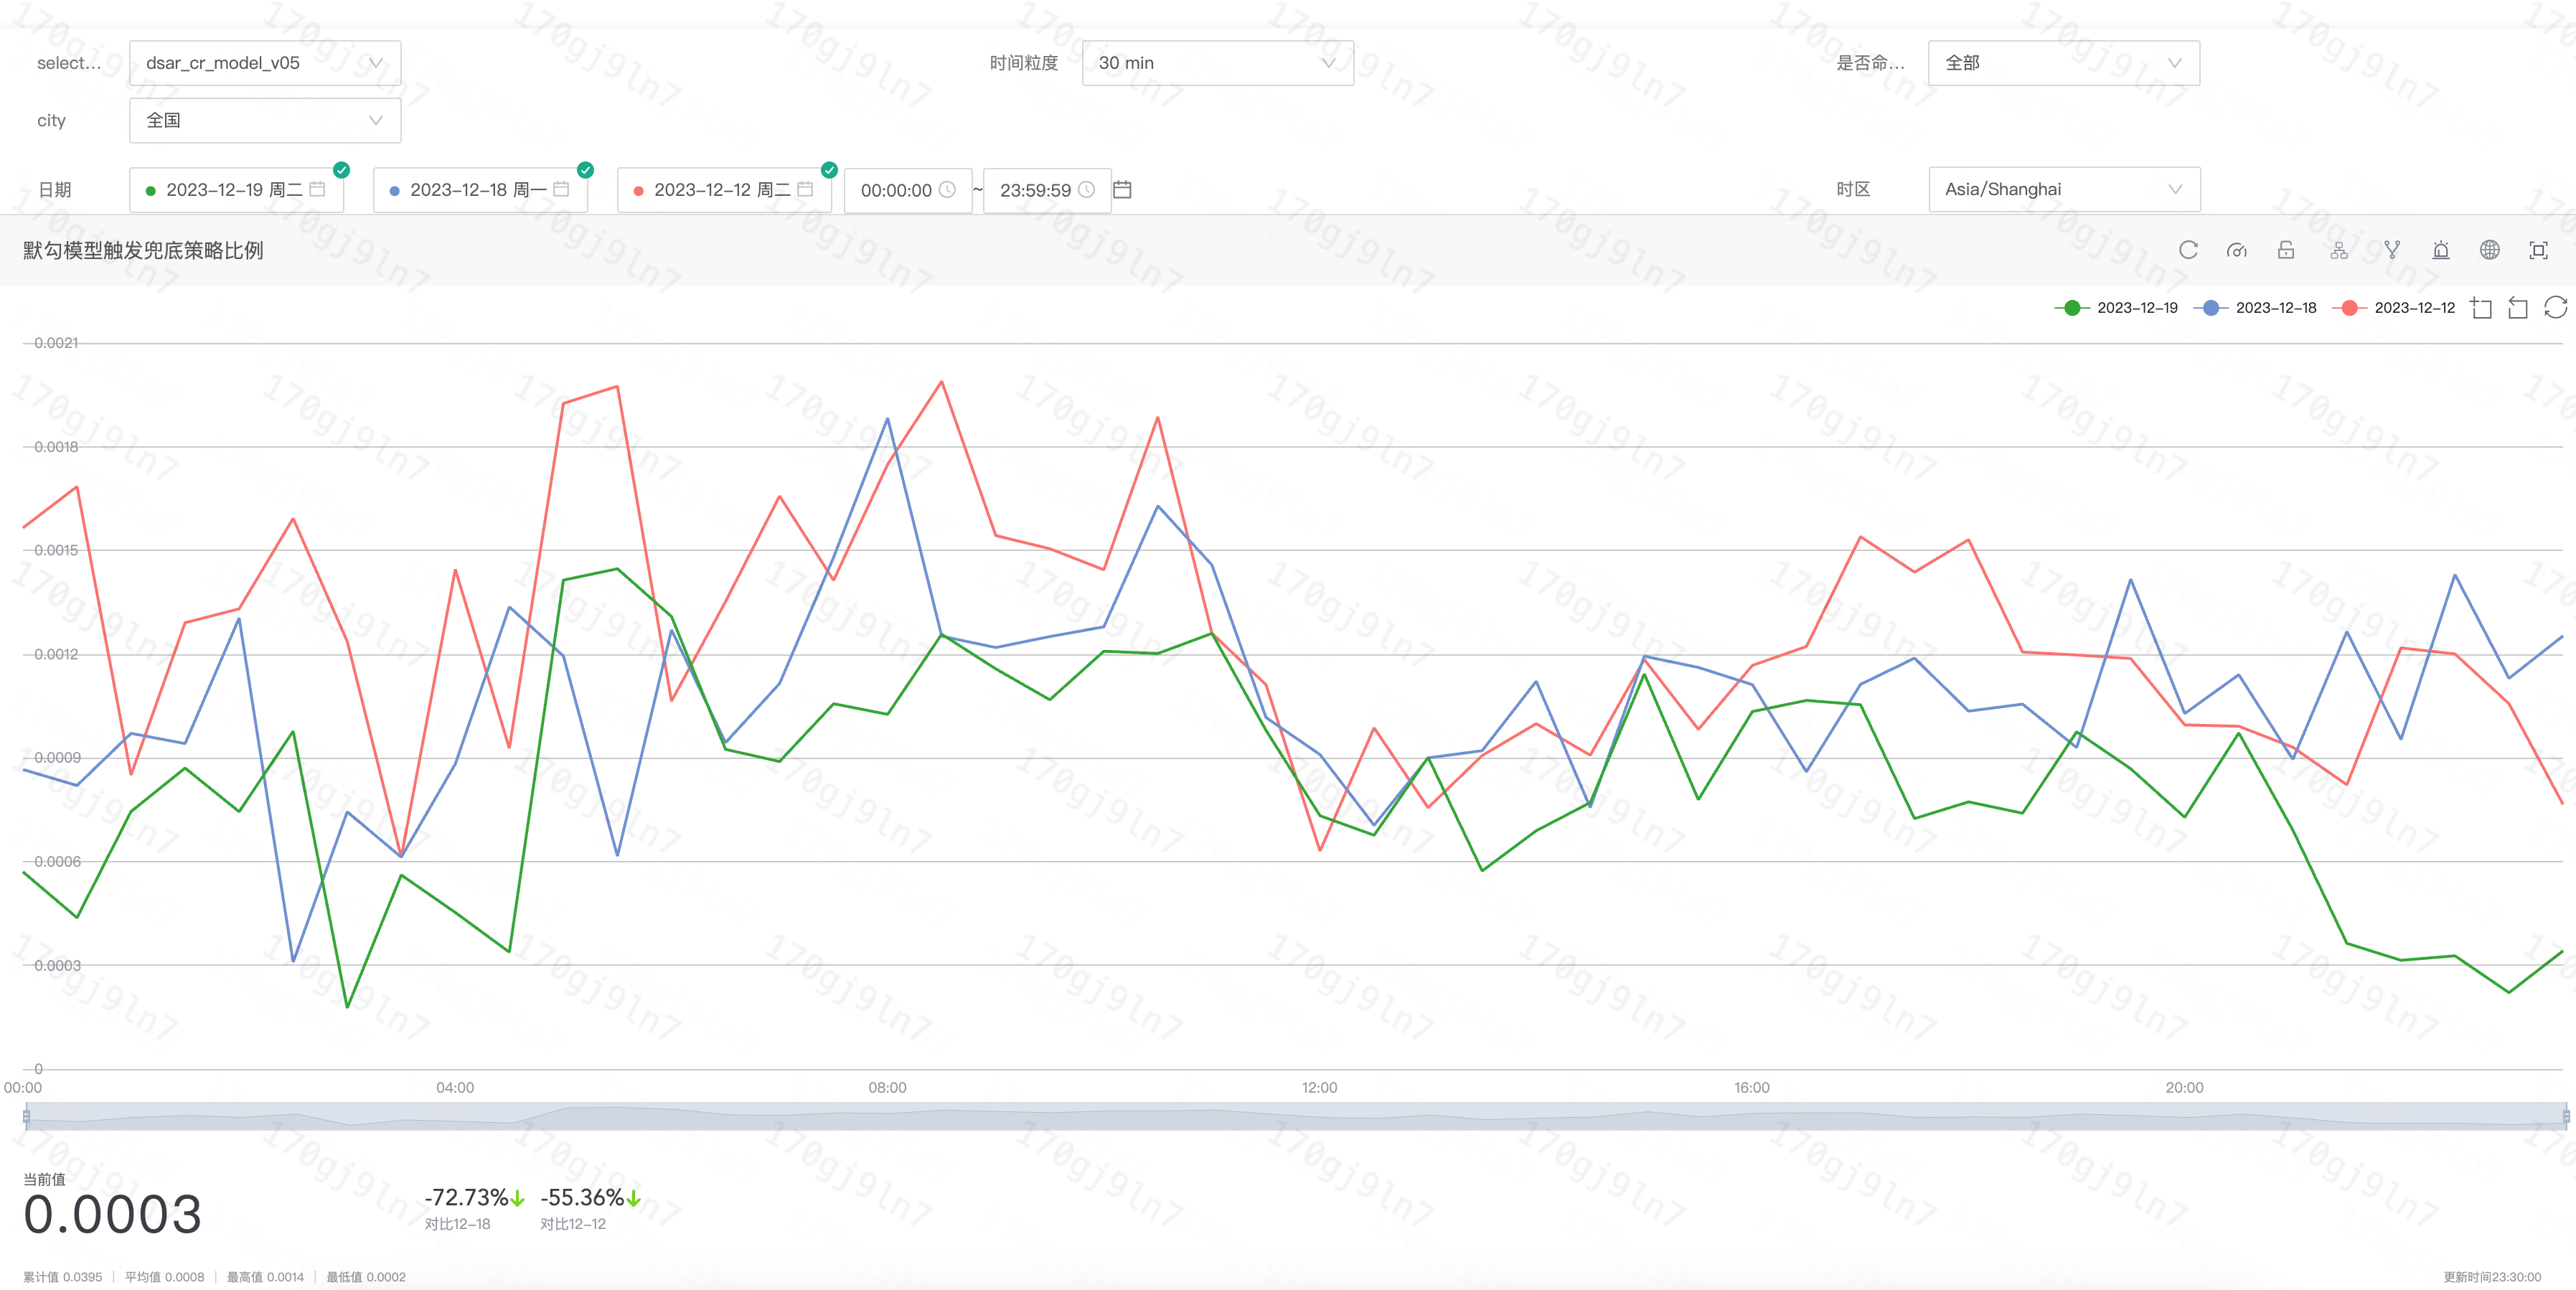 select... dsar_cr_model_v05 时间粒度 30 min 是否命... 全部
city 全国
日期 2023-12-19 周二 2023-12-18 周一 2023-12-12 周二 00:00:00 ~ 23:59:59 时区 Asia/Shanghai
默勾模型触发兜底策略比例
2023-12-19 2023-12-18 2023-12-12
0.0021
0.0018
0.0015
0.0012
0.0009
0.0006
0.0003
0
00:00 04:00 08:00 12:00 16:00 20:00
当前值
0.0003
-72.73% -55.36%
对比12-18 对比12-12
累计值 0.0395 平均值 0.0008 最高值 0.0014 最低值 0.0002
更新时间23:30:00
170gj9ln7